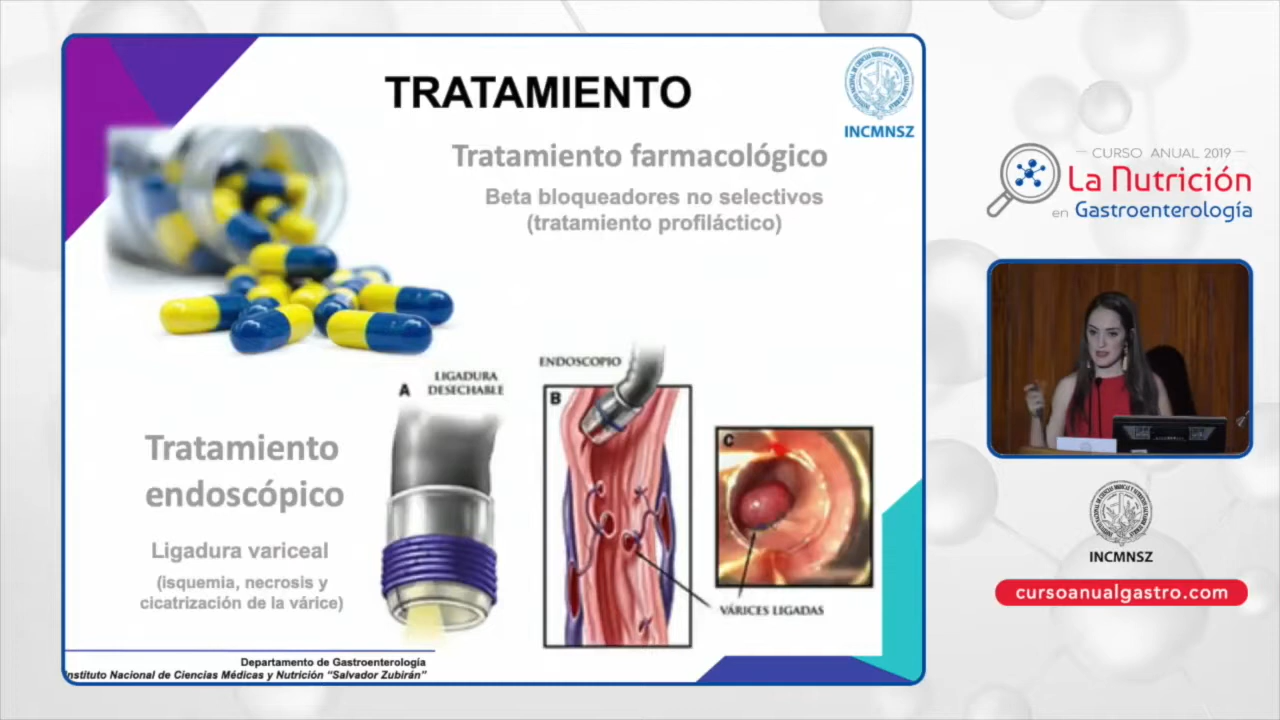 TRATAMIENTO
INCMNSZ
Tratamiento farmacológico
Beta bloqueadores no selectivos
(tratamiento profiláctico)
A
LIGADURA
DESECHABLE
ENDOSCOPIO
B
C
Tratamiento
endoscópico
Ligadura variceal
(isquemia, necrosis y
cicatrización de la várice)
VÁRICES LIGADAS
Departamento de Gastroenterología
Instituto Nacional de Ciencias Médicas y Nutrición “Salvador Zubirán”
CURSO ANUAL 2019
La Nutrición
en Gastroenterología
INCMNSZ
cursoanualgastro.com